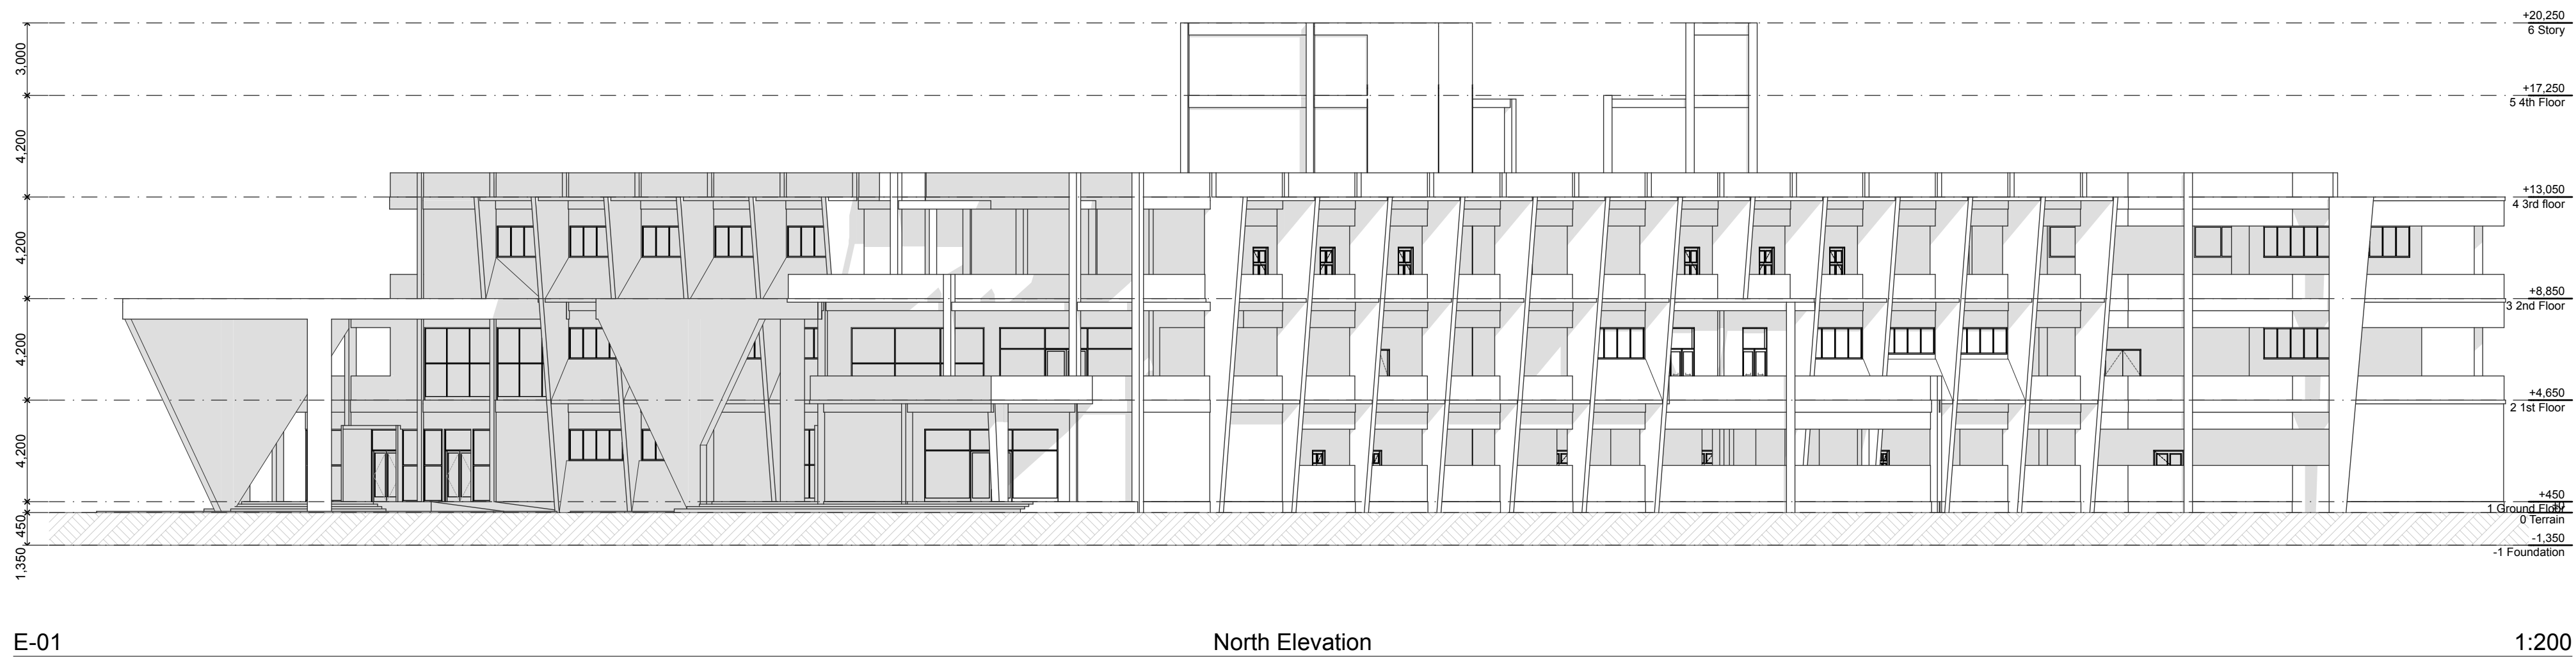 +20,250
6 Story
3,000
+17,250
5 4th Floor
4,200
+13,050
4 3rd floor
4,200
+8,850
3 2nd Floor
4,200
+4,650
2 1st Floor
4,200
+450
1 Ground Floor
450
0 Terrain
-1,350
-1 Foundation
1,350
E-01
North Elevation
1:200